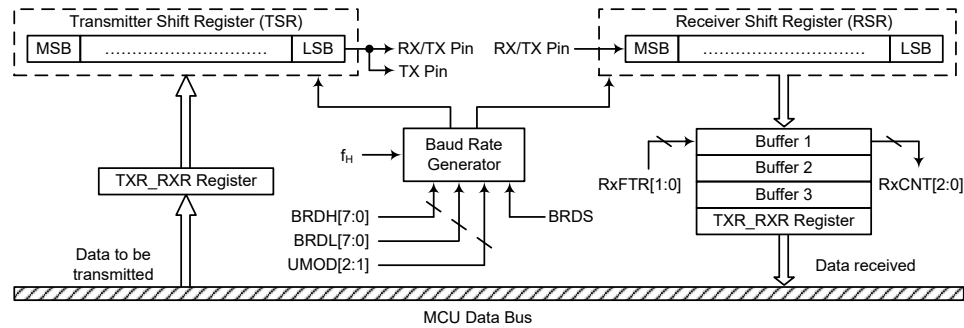 Transmitter Shift Register (TSR)
MSB
..............................
LSB
RX/TX Pin
TX Pin
Receiver Shift Register (RSR)
RX/TX Pin
MSB
..............................
LSB
TXR_RXR Register
Data to be
transmitted
fH
Baud Rate
Generator
BRDH[7:0]
BRDL[7:0]
UMOD[2:1]
BRDS
RxFTR[1:0]
Buffer 1
Buffer 2
Buffer 3
TXR_RXR Register
RxCNT[2:0]
Data received
MCU Data Bus